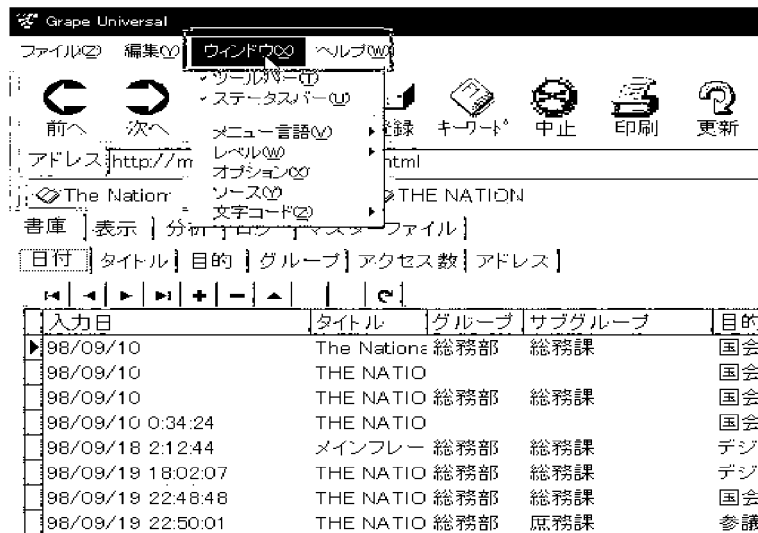 Grape Universal
ファイル(Z) 編集(Y) ウィンドウ(X) ヘルプ(W)
ツールバー(T)
ステータスバー(U)
メニュー言語(V)
レベル(W)
オプション(X)
ソース(Y)
文字コード(Z)
前へ 次へ 録 キーワード 中止 印刷 更新
アドレス http://m html
The Nation THE NATION
書庫 表示 分析 ログ マスターファイル
日付 タイトル 目的 グループ アクセス数 アドレス
入力日 タイトル グループ サブグループ 目的
98/09/10 The Nationa 総務部 総務課 国会
98/09/10 THE NATIO 国会
98/09/10 THE NATIO 総務部 総務課 国会
98/09/10 0:34:24 THE NATIO 国会
98/09/18 2:12:44 メインフレー 総務部 総務課 デジ
98/09/19 18:02:07 THE NATIO 総務部 総務課 デジ
98/09/19 22:48:48 THE NATIO 総務部 総務課 国会
98/09/19 22:50:01 THE NATIO 総務部 庶務課 参議